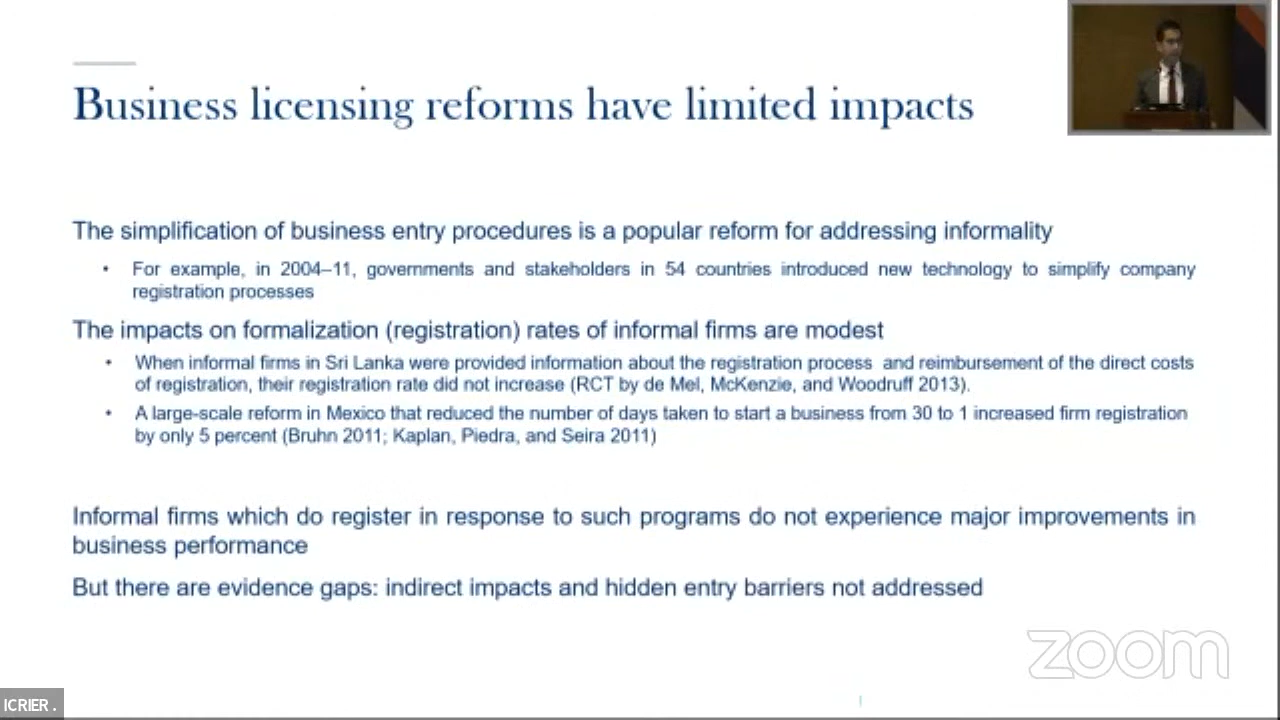 Business licensing reforms have limited impacts
The simplification of business entry procedures is a popular reform for addressing informality
• For example, in 2004–11, governments and stakeholders in 54 countries introduced new technology to simplify company
registration processes
The impacts on formalization (registration) rates of informal firms are modest
• When informal firms in Sri Lanka were provided information about the registration process and reimbursement of the direct costs
of registration, their registration rate did not increase (RCT by de Mel, McKenzie, and Woodruff 2013).
• A large-scale reform in Mexico that reduced the number of days taken to start a business from 30 to 1 increased firm registration
by only 5 percent (Bruhn 2011; Kaplan, Piedra, and Seira 2011)
Informal firms which do register in response to such programs do not experience major improvements in
business performance
But there are evidence gaps: indirect impacts and hidden entry barriers not addressed
zoom
ICRIER .